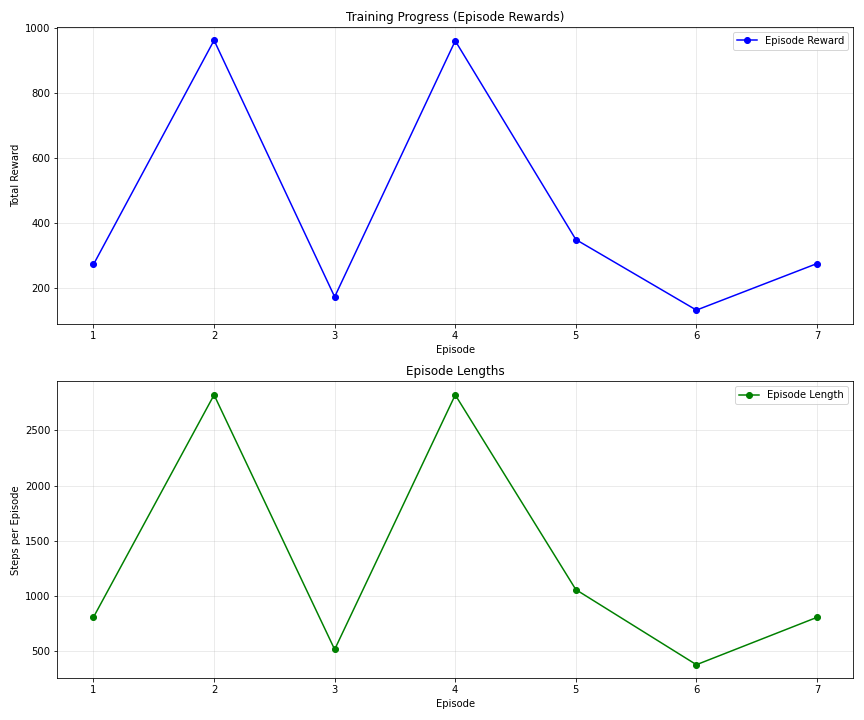 Training Progress (Episode Rewards)
1000
800
600
400
200
Total Reward
Episode Reward
1 2 3 4 5 6 7
Episode
Episode Lengths
2500
2000
1500
1000
500
Steps per Episode
Episode Length
1 2 3 4 5 6 7
Episode